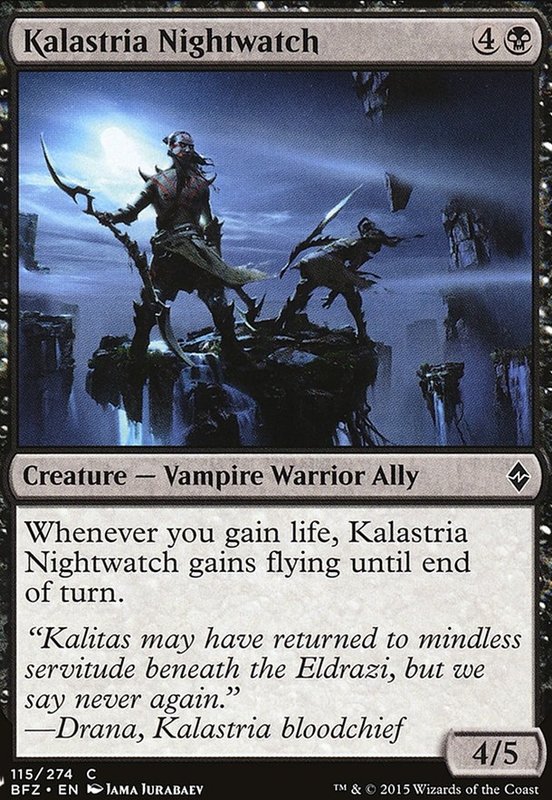 Kalastria Nightwatch 4
Creature — Vampire Warrior Ally
Whenever you gain life, Kalastria
Nightwatch gains flying until end
of turn.
“Kalitas may have returned to mindless
servitude beneath the Eldrazi, but we
say never again.”
—Drana, Kalastria bloodchief
4/5
115/274 C
BFZ • EN Jama Jurabaev
™ & © 2015 Wizards of the Coast